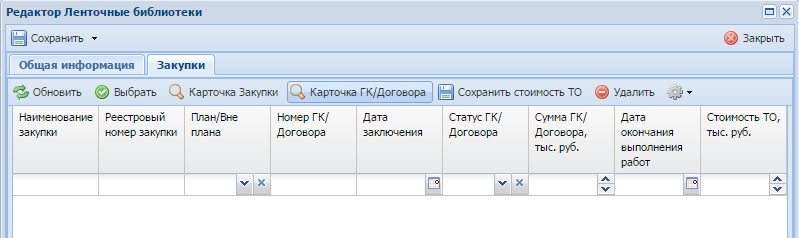 Редактор Ленточные библиотеки
Сохранить Закрыть
Общая информация Закупки
Обновить Выбрать Карточка Закупки Карточка ГК/Договора Сохранить стоимость ТО Удалить
Наименование закупки
Реестровый номер закупки
План/Вне плана
Номер ГК/Договора
Дата заключения
Статус ГК/Договора
Сумма ГК/Договора, тыс. руб.
Дата окончания выполнения работ
Стоимость ТО, тыс. руб.